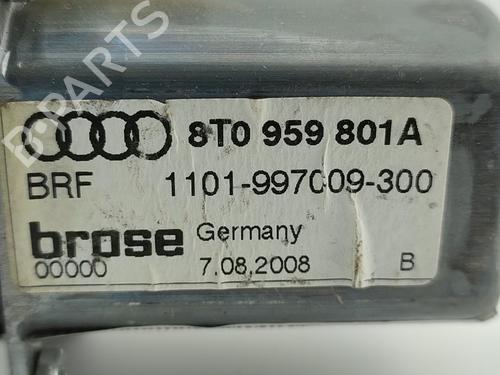 B-PARTS
8T0 959 801A
BRF 1101-997009-300
brose Germany
00000 7.08.2008 B